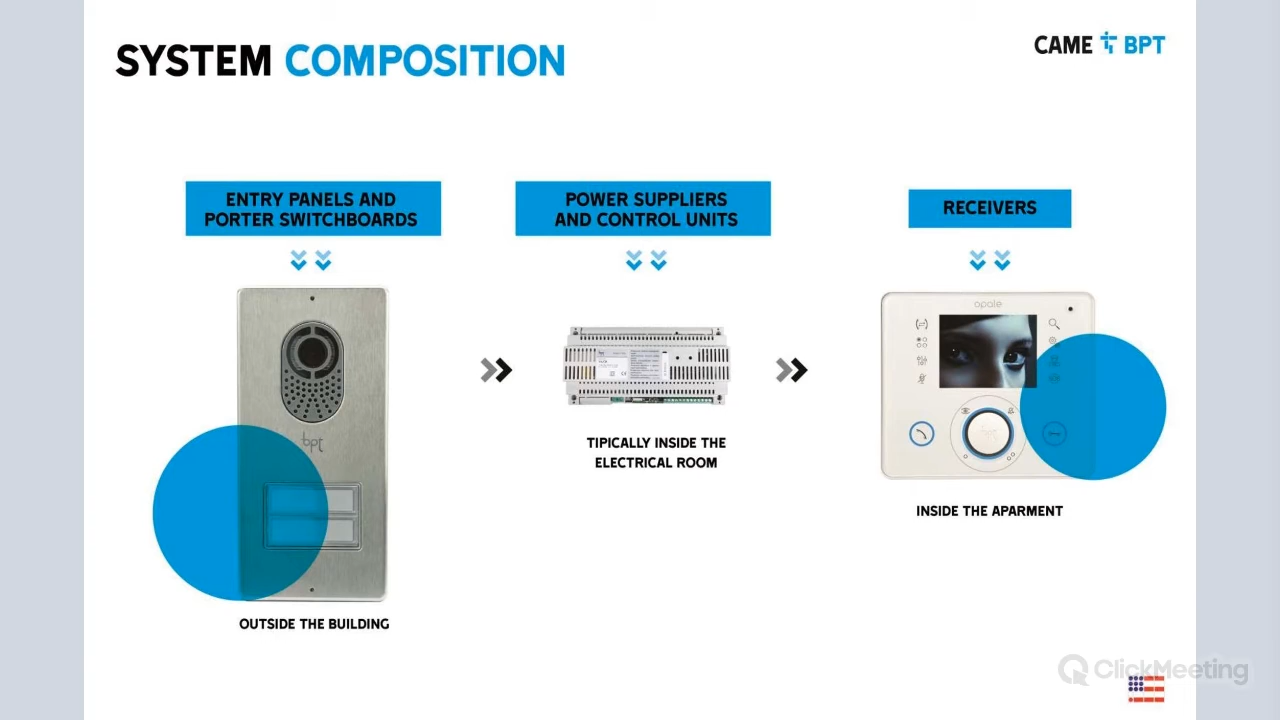 SYSTEM COMPOSITION
CAME BPT
ENTRY PANELS AND
PORTER SWITCHBOARDS
POWER SUPPLIERS
AND CONTROL UNITS
RECEIVERS
opale
bpt
bpt
TIPICALLY INSIDE THE
ELECTRICAL ROOM
INSIDE THE APARMENT
OUTSIDE THE BUILDING
ClickMeeting